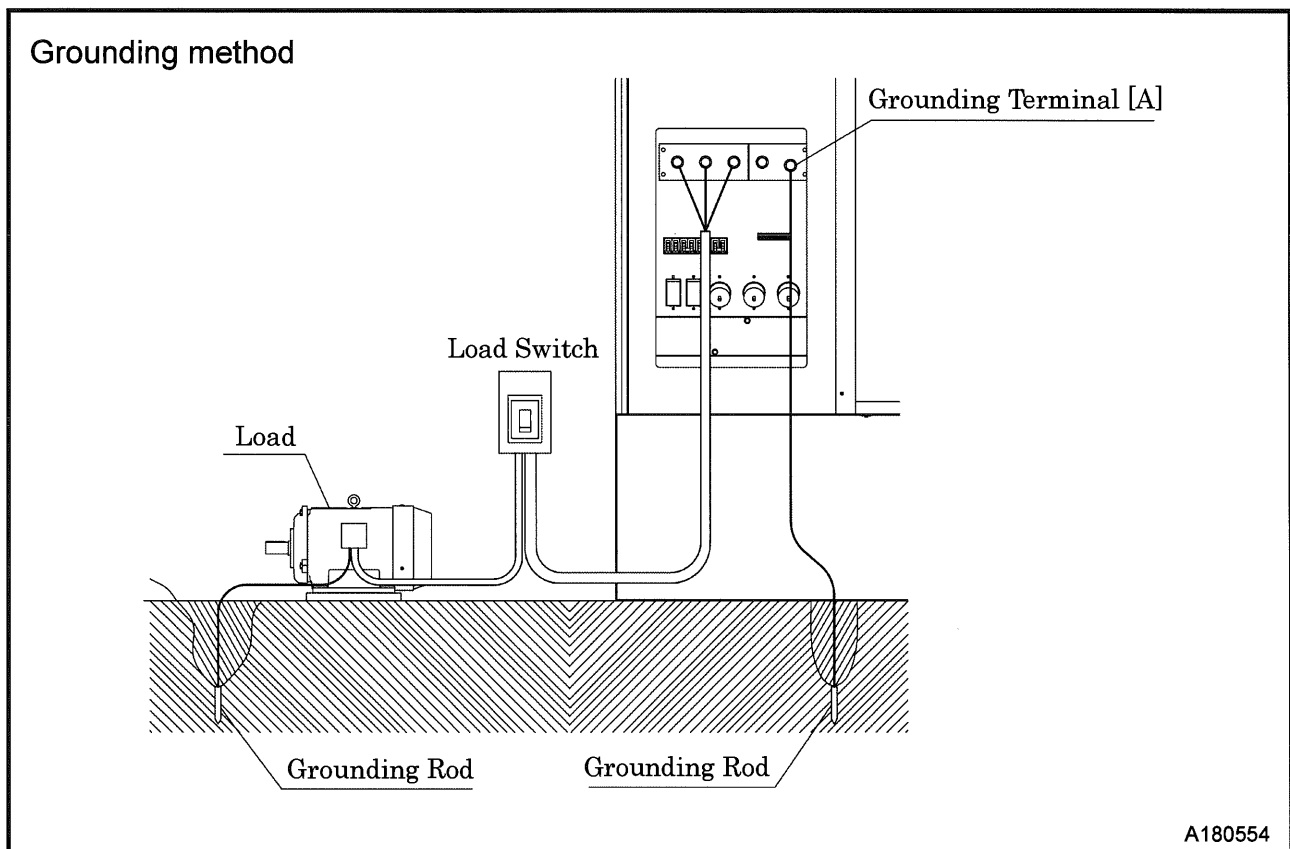 Grounding method
Grounding Terminal [A]
Load Switch
Load
Grounding Rod
Grounding Rod
A180554